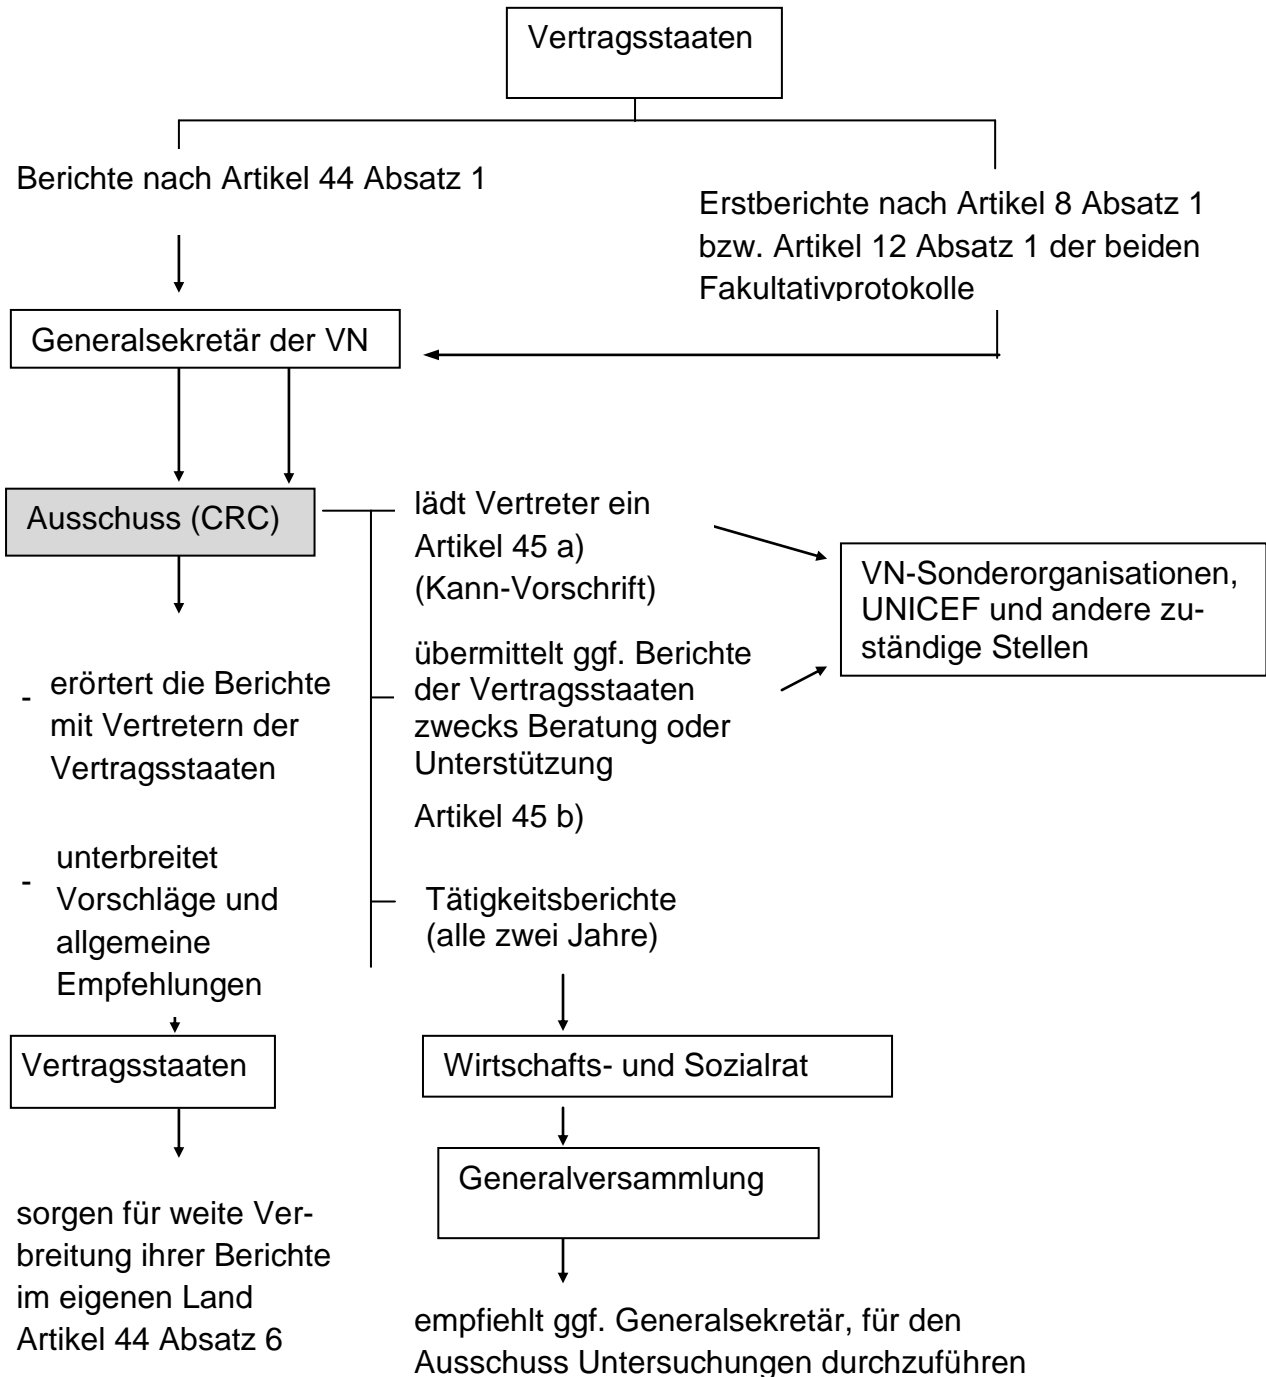 Vertragsstaaten
Berichte nach Artikel 44 Absatz 1
Erstberichte nach Artikel 8 Absatz 1
bzw. Artikel 12 Absatz 1 der beiden
Fakultativprotokolle
Generalsekretär der VN
Ausschuss (CRC)
lädt Vertreter ein
Artikel 45 a)
(Kann-Vorschrift)
VN-Sonderorganisationen,
UNICEF und andere zu-
ständige Stellen
übermittelt ggf. Berichte
der Vertragsstaaten
zwecks Beratung oder
Unterstützung
Artikel 45 b)
- erörtert die Berichte
mit Vertretern der
Vertragsstaaten
- unterbreitet
Vorschläge und
allgemeine
Empfehlungen
Tätigkeitsberichte
(alle zwei Jahre)
Vertragsstaaten
Wirtschafts- und Sozialrat
Generalversammlung
sorgen für weite Ver-
breitung ihrer Berichte
im eigenen Land
Artikel 44 Absatz 6
empfiehlt ggf. Generalsekretär, für den
Ausschuss Untersuchungen durchzuführen